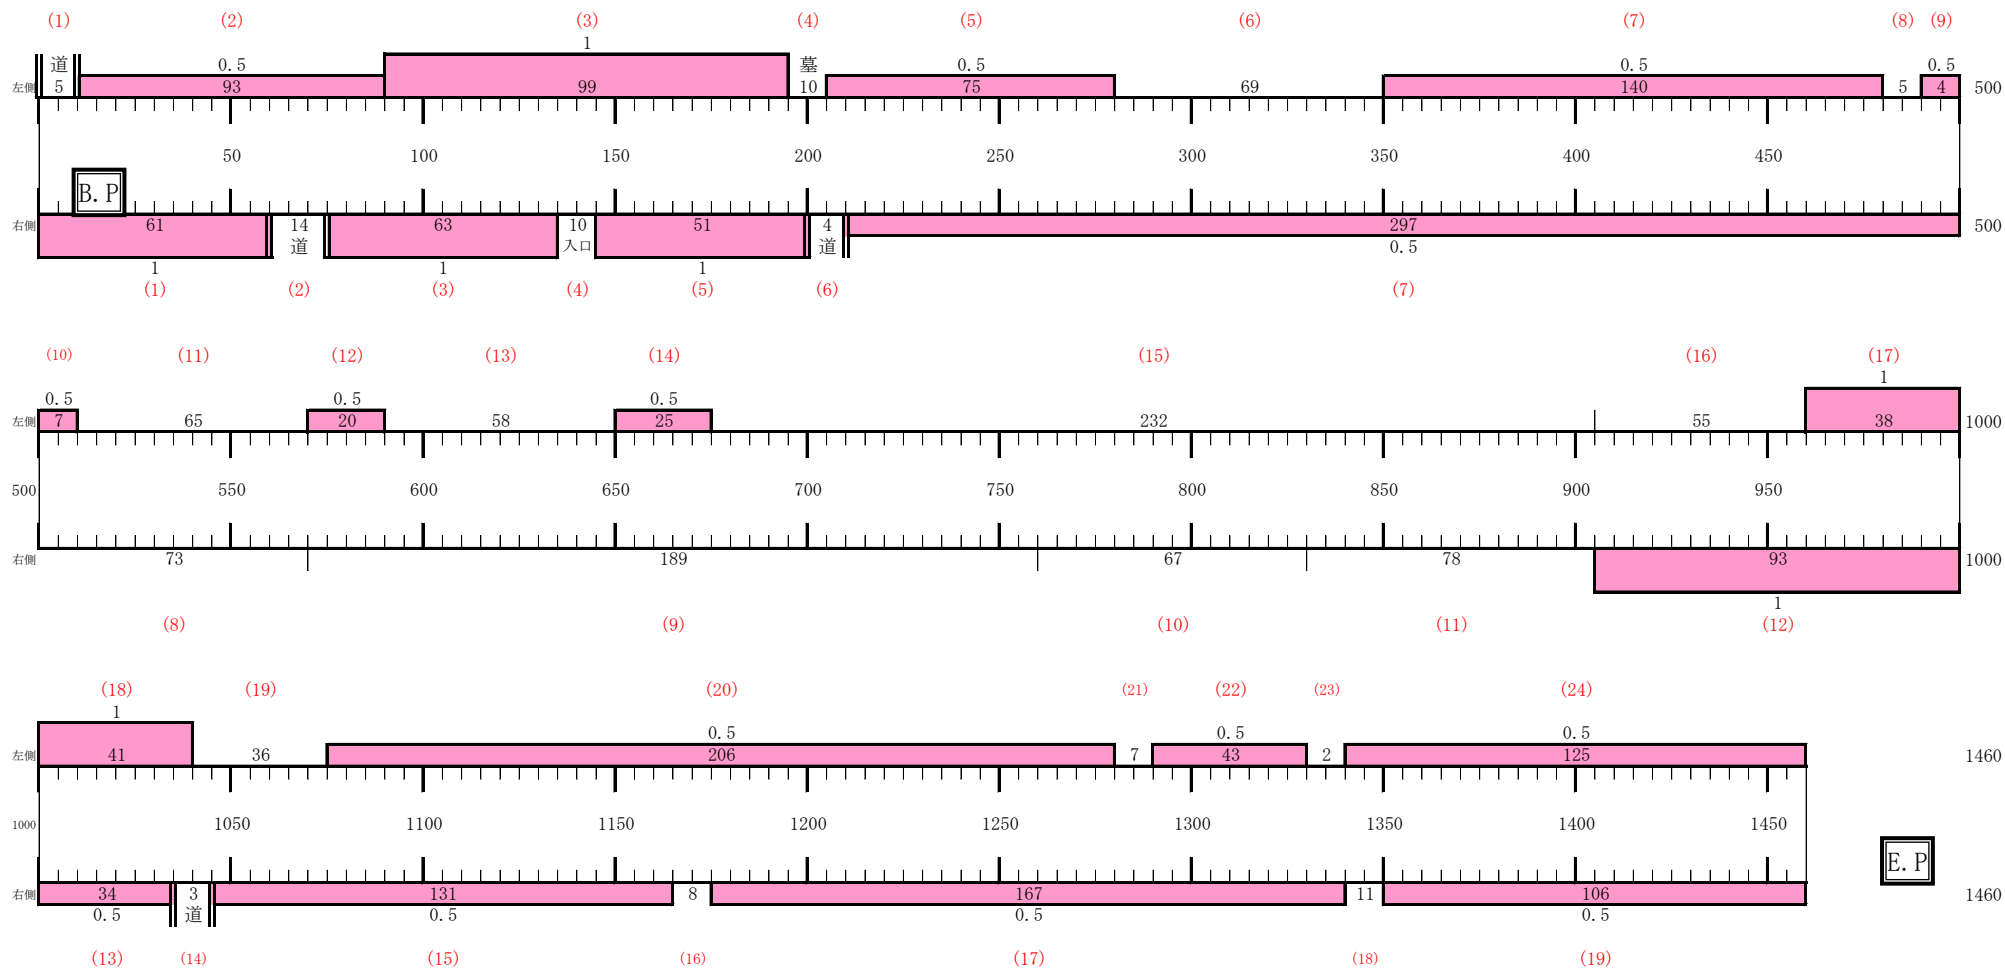 (1) (2) (3) (4) (5) (6) (7) (8) (9)
1
道 0.5 墓 0.5 0.5 0.5
左側 5 93 99 10 75 69 140 5 4 500
50 100 150 200 250 300 350 400 450
B.P
右側 61 14 63 10 51 4 297 500
道 入口 道 0.5
1 1 1
(1) (2) (3) (4) (5) (6) (7)
(10) (11) (12) (13) (14) (15) (16) (17)
1
0.5 0.5 0.5
左側 7 65 20 58 25 232 55 38 1000
500 550 600 650 700 750 800 850 900 950
右側 73 189 67 78 93 1000
1
(8) (9) (10) (11) (12)
(18) (19) (20) (21) (22) (23) (24)
1
0.5 0.5 0.5
左側 41 36 206 7 43 2 125 1460
1000 1050 1100 1150 1200 1250 1300 1350 1400 1450
E.P
右側 34 3 131 8 167 11 106 1460
0.5 道 0.5 0.5 0.5
(13) (14) (15) (16) (17) (18) (19)